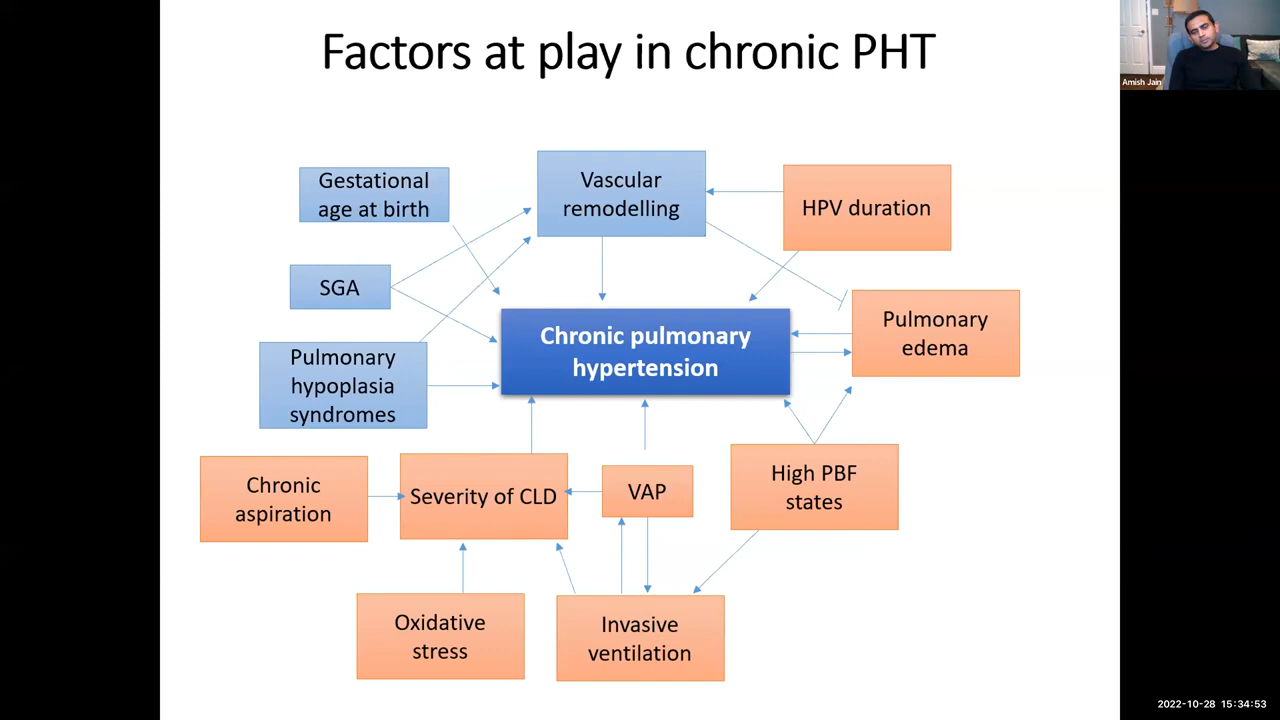 Factors at play in chronic PHT
Amish Jain
Gestational
age at birth
Vascular
remodelling
HPV duration
SGA
Pulmonary
edema
Chronic pulmonary
hypertension
Pulmonary
hypoplasia
syndromes
Chronic
aspiration
Severity of CLD
VAP
High PBF
states
Oxidative
stress
Invasive
ventilation
2022-10-28 15:34:53